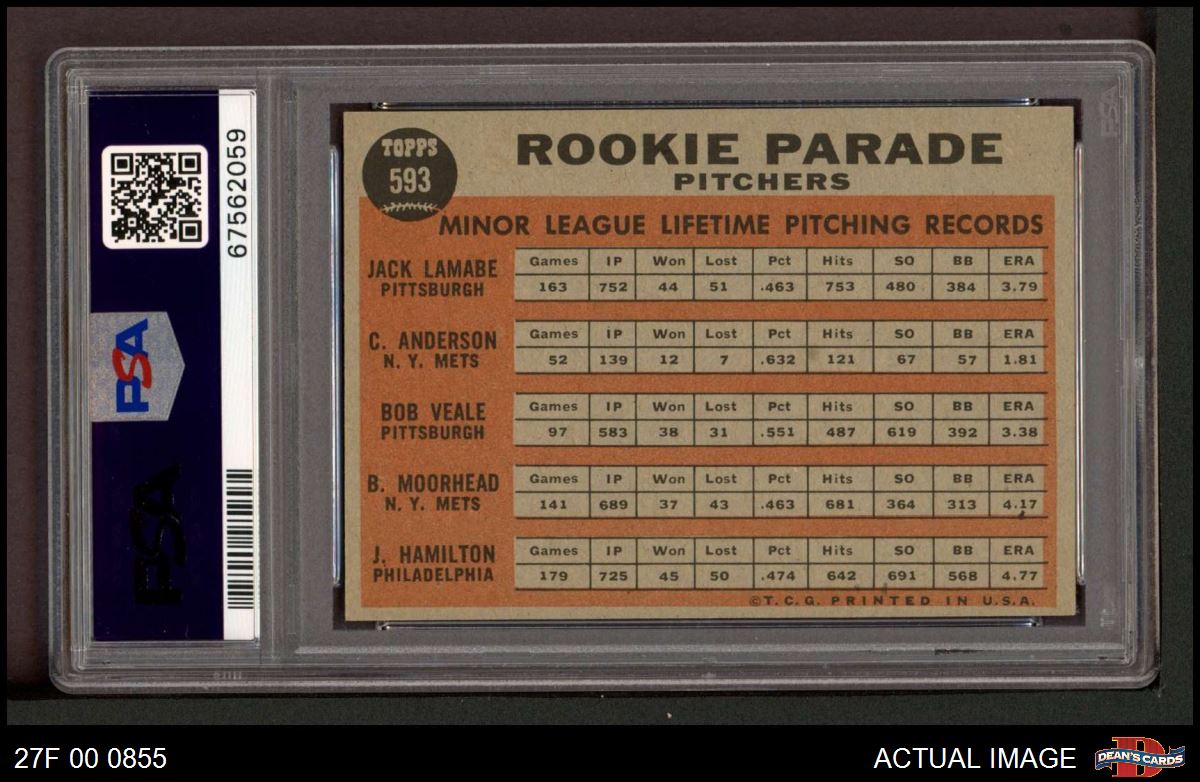 PSA
67562059
PSA
PSA
TOPPS
593
ROOKIE PARADE
PITCHERS
MINOR LEAGUE LIFETIME PITCHING RECORDS
JACK LAMABE
PITTSBURGH
Games IP Won Lost Pct Hits SO BB ERA
163 752 44 51 .463 753 480 384 3.79
C. ANDERSON
N. Y. METS
Games IP Won Lost Pct Hits SO BB ERA
52 139 12 7 .632 121 67 57 1.81
BOB VEALE
PITTSBURGH
Games IP Won Lost Pct Hits SO BB ERA
97 583 38 31 .551 487 619 392 3.38
B. MOORHEAD
N. Y. METS
Games IP Won Lost Pct Hits SO BB ERA
141 689 37 43 .463 681 364 313 4.17
J. HAMILTON
PHILADELPHIA
Games IP Won Lost Pct Hits SO BB ERA
179 725 45 50 .474 642 691 568 4.77
©T.C.G. PRINTED IN U.S.A.
27F 00 0855
ACTUAL IMAGE
D
DEAN'S CARDS